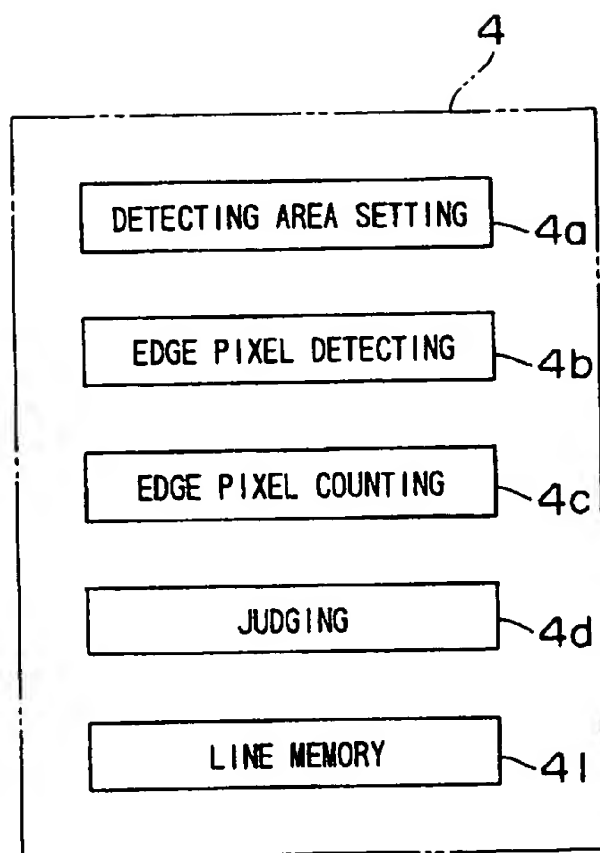 4
DETECTING AREA SETTING 4a
EDGE PIXEL DETECTING 4b
EDGE PIXEL COUNTING 4c
JUDGING 4d
LINE MEMORY 41